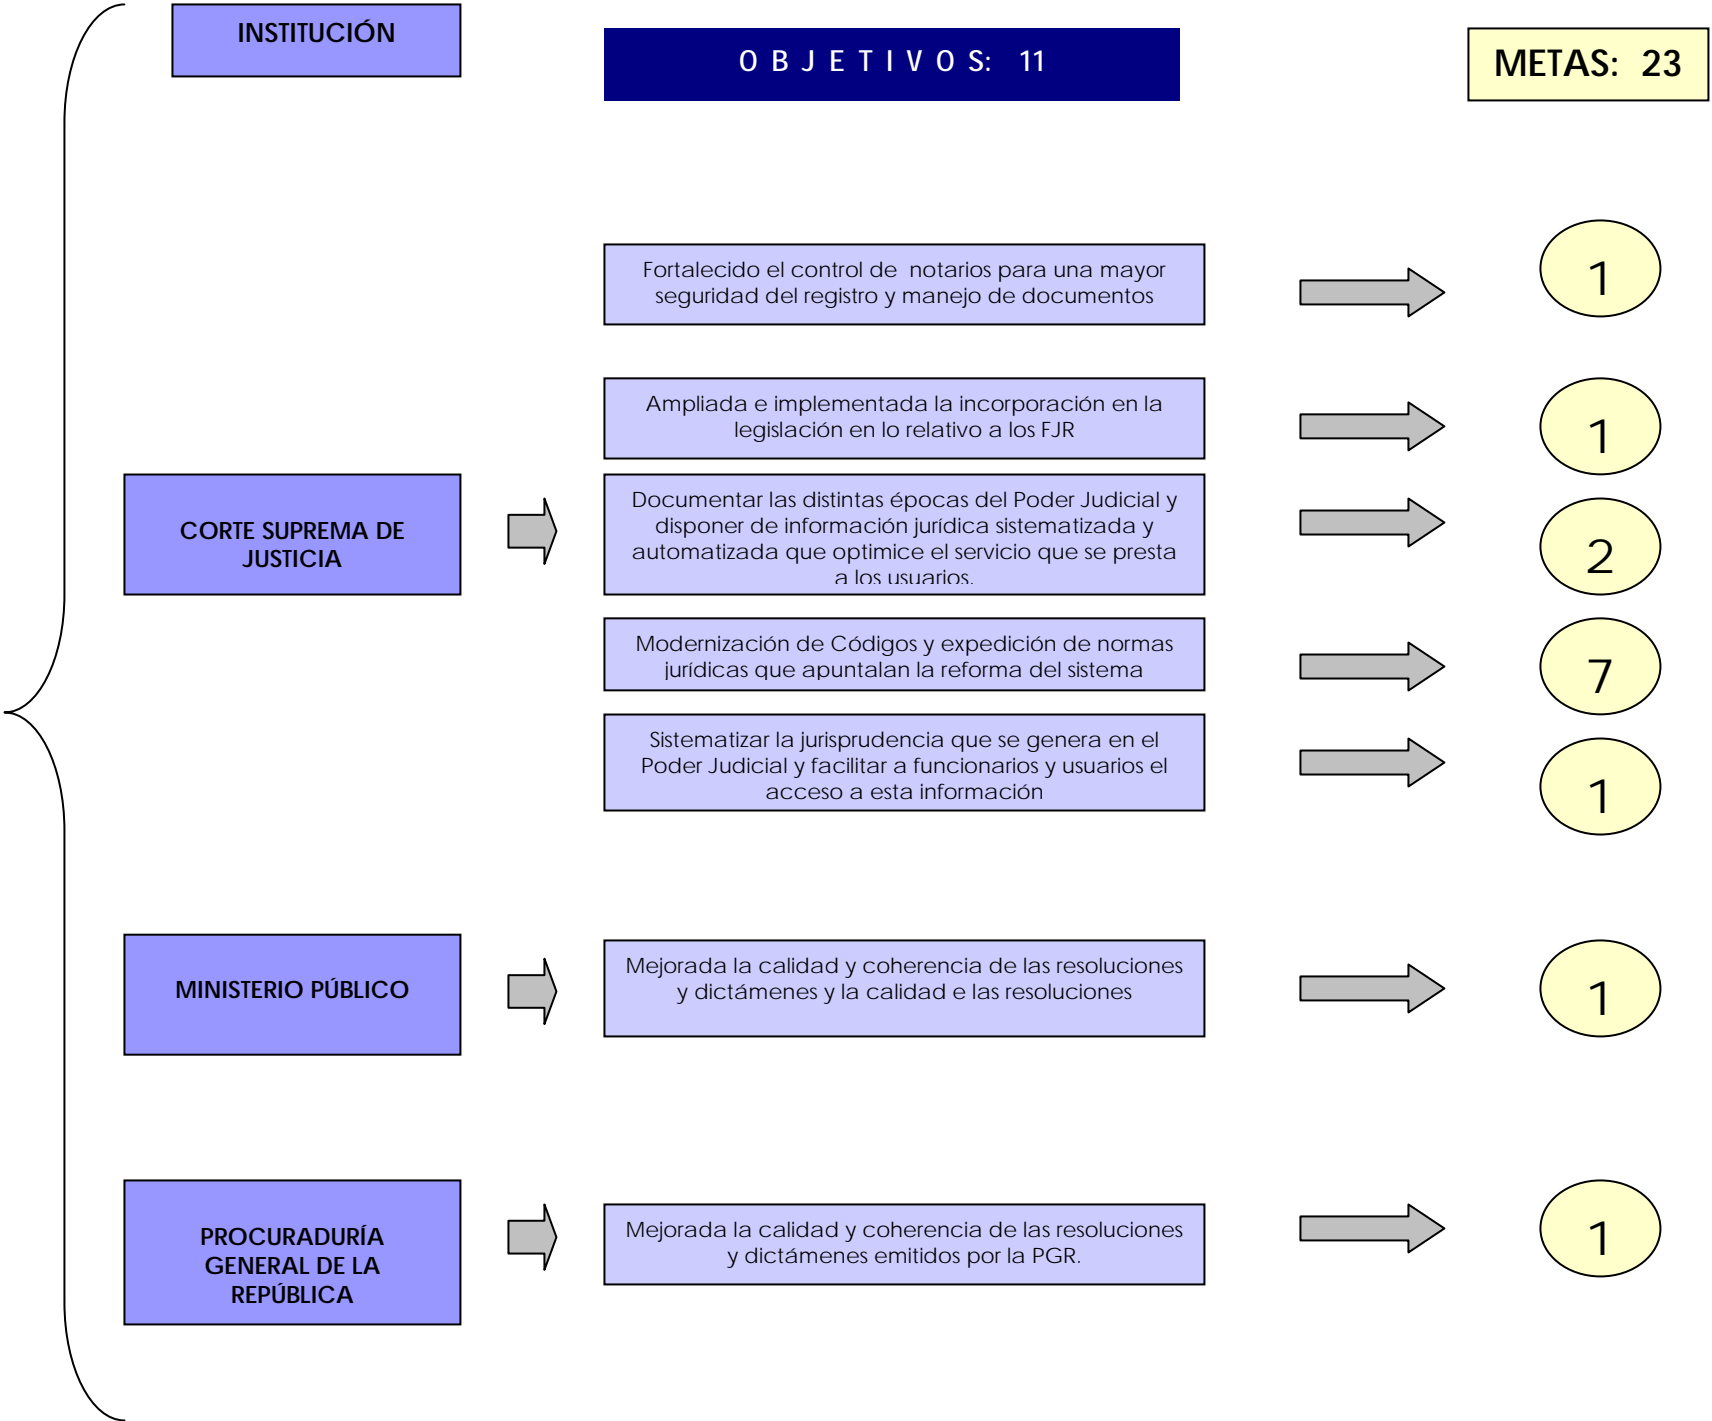 INSTITUCIÓN
O B J E T I V O S: 11
METAS: 23
Fortalecido el control de notarios para una mayor
seguridad del registro y manejo de documentos
1
Ampliada e implementada la incorporación en la
legislación en lo relativo a los FJR
1
CORTE SUPREMA DE
JUSTICIA
Documentar las distintas épocas del Poder Judicial y
disponer de información jurídica sistematizada y
automatizada que optimice el servicio que se presta
a los usuarios.
2
Modernización de Códigos y expedición de normas
jurídicas que apuntalan la reforma del sistema
7
Sistematizar la jurisprudencia que se genera en el
Poder Judicial y facilitar a funcionarios y usuarios el
acceso a esta información
1
MINISTERIO PÚBLICO
Mejorada la calidad y coherencia de las resoluciones
y dictámenes y la calidad e las resoluciones
1
PROCURADURÍA
GENERAL DE LA
REPÚBLICA
Mejorada la calidad y coherencia de las resoluciones
y dictámenes emitidos por la PGR.
1